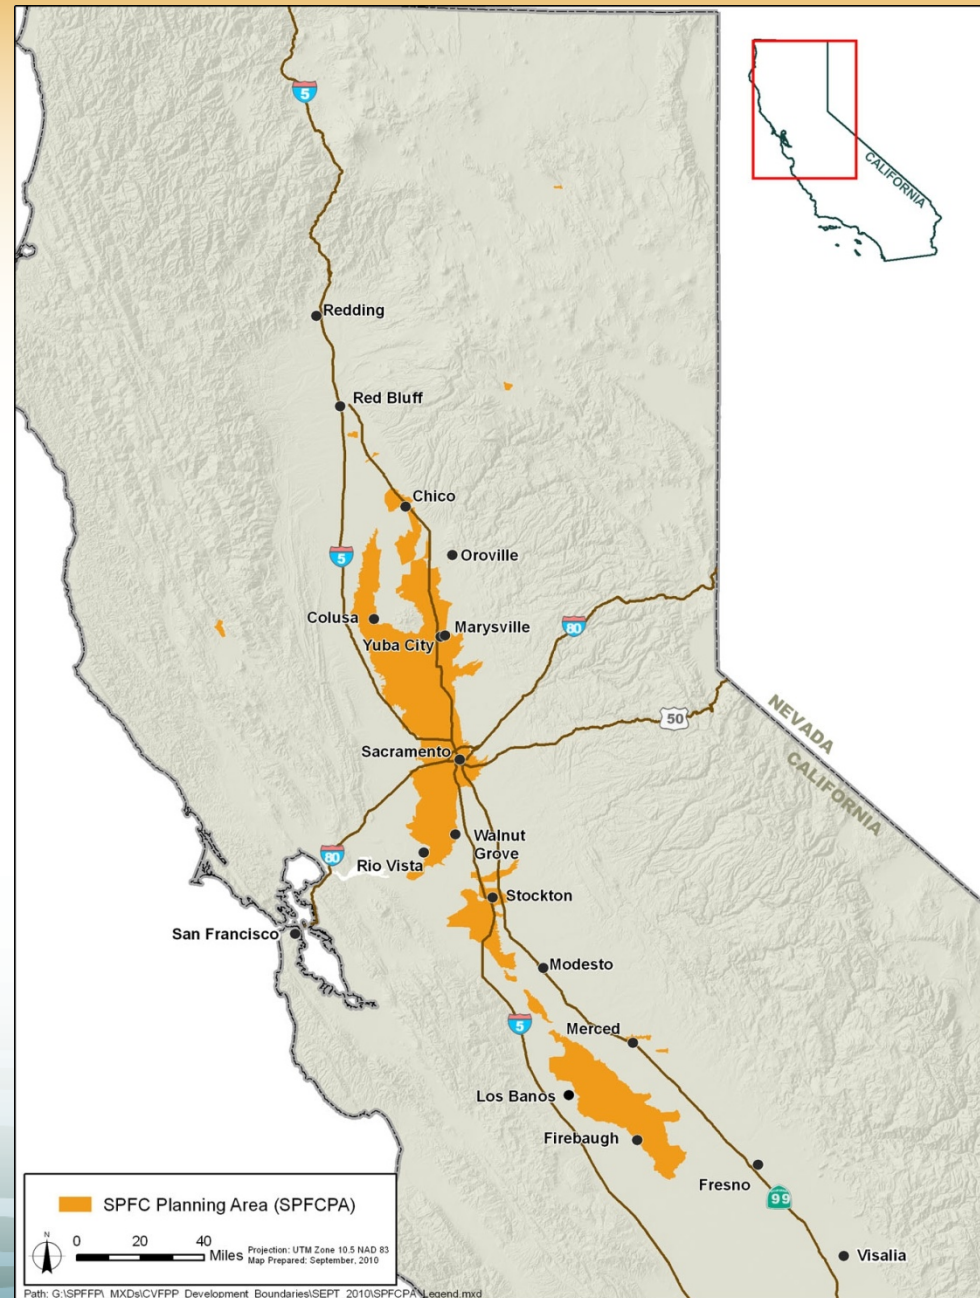 5
CALIFORNIA
Redding
Red Bluff
Chico
5
Oroville
Colusa
Marysville
80
Yuba City
NEVADA
50
CALIFORNIA
Sacramento
Walnut
Grove
80
Rio Vista
Stockton
San Francisco
Modesto
5
Merced
Los Banos
Firebaugh
Fresno
99
Visalia
SPFC Planning Area (SPFCPA)
N
0 20 40
Miles
Projection: UTM Zone 10.5 NAD 83
Map Prepared: September, 2010
Path: G:\SPFFP\_MXDs\CVFPP_Development_Boundaries\SEPT_2010\SPFCPA_Legend.mxd